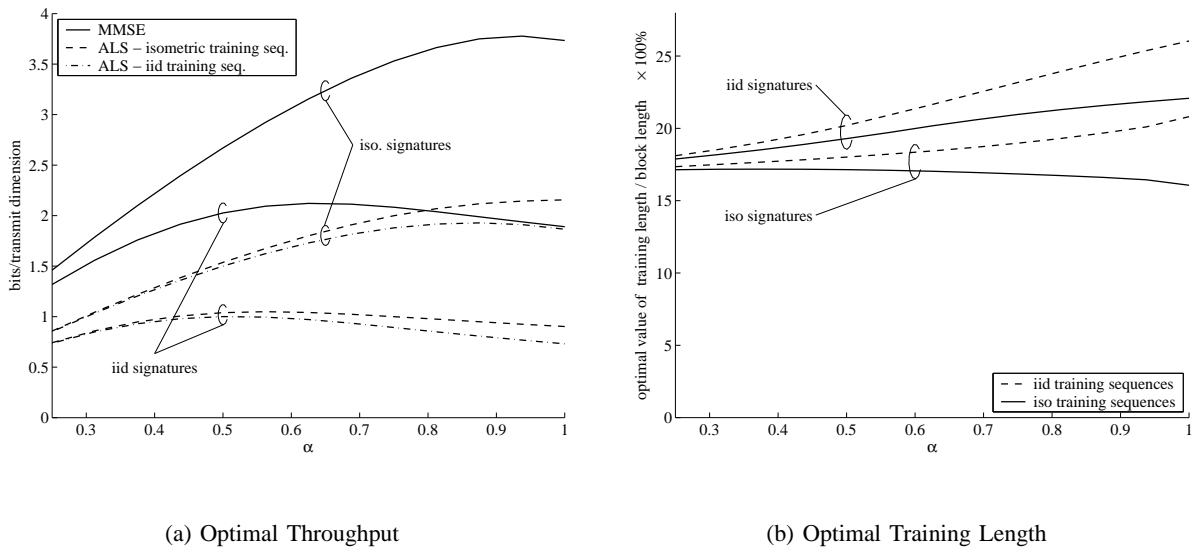 4
3.5
3
2.5
2
1.5
1
0.5
0
bits/transmit dimension
MMSE
ALS – isometric training seq.
ALS – iid training seq.
iso. signatures
iid signatures
0.3 0.4 0.5 0.6 0.7 0.8 0.9 1
α
(a) Optimal Throughput
25
20
15
10
5
0
optimal value of training length / block length × 100%
iid signatures
iso signatures
iid training sequences
iso training sequences
0.3 0.4 0.5 0.6 0.7 0.8 0.9 1
α
(b) Optimal Training Length